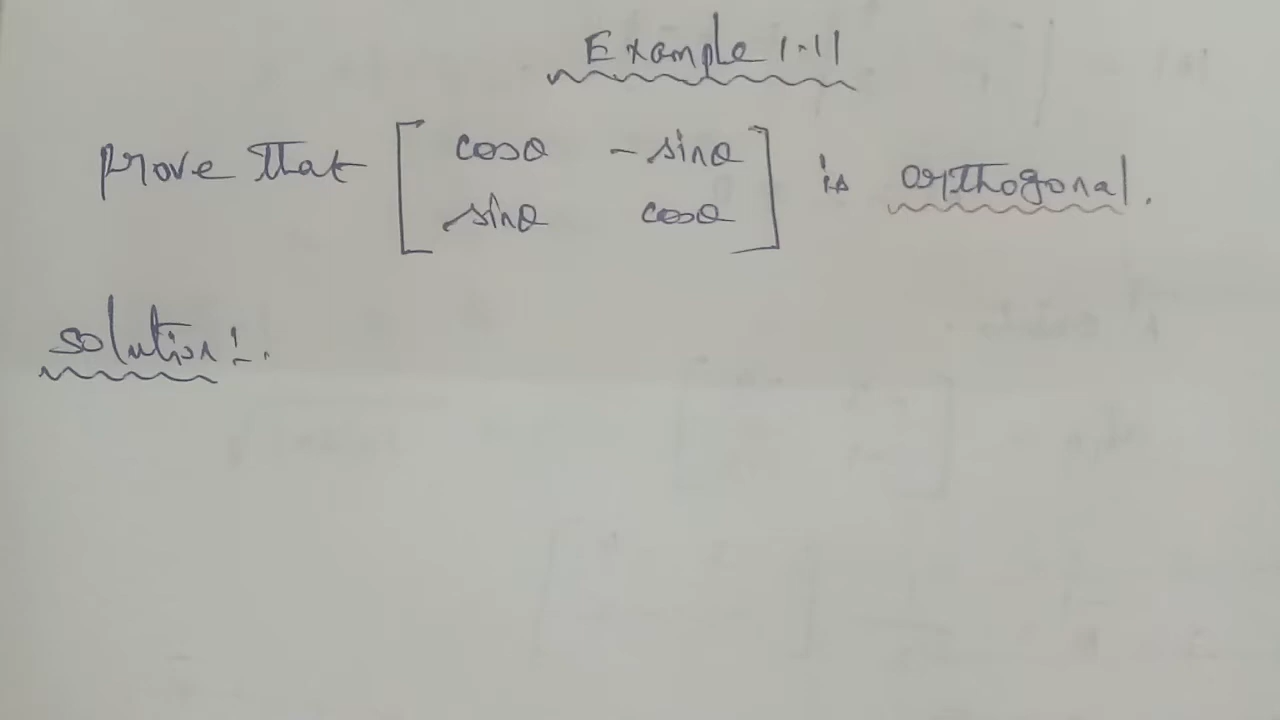 Example 1.11
Prove that [ cosθ -sinθ ] is orthogonal.
sinθ cosθ
Solution:-.